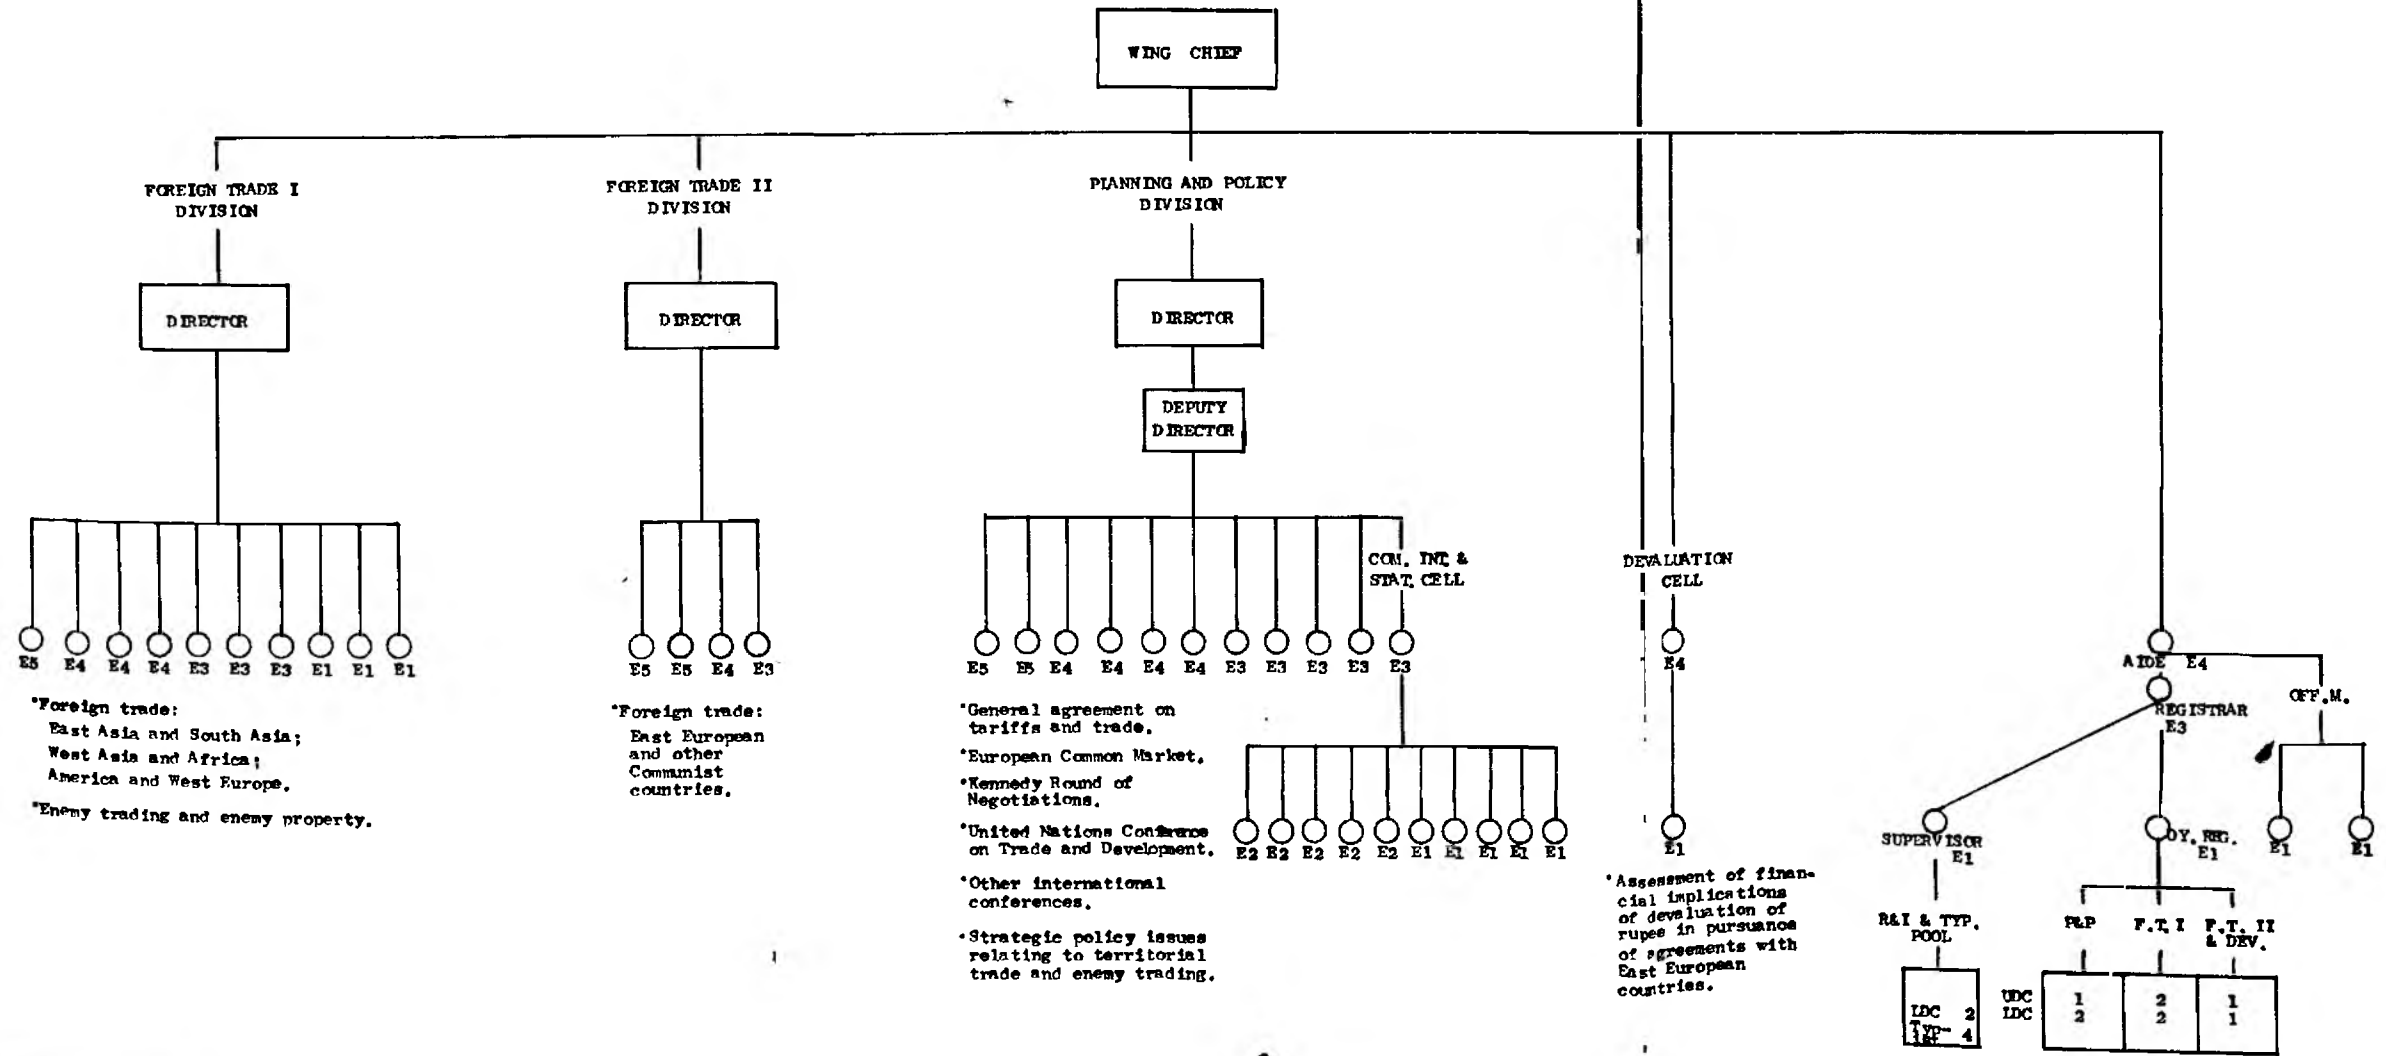 WING CHIEF
FOREIGN TRADE I
DIVISION
DIRECTOR
E5 E4 E4 E4 E3 E3 E3 E1 E1 E1
*Foreign trade:
East Asia and South Asia;
West Asia and Africa;
America and West Europe.
*Enemy trading and enemy property.
FOREIGN TRADE II
DIVISION
DIRECTOR
E5 E5 E4 E3
*Foreign trade:
East European
and other
Communist
countries.
PLANNING AND POLICY
DIVISION
DIRECTOR
DEPUTY
DIRECTOR
COM. INT. &
STAT. CELL
E5 E5 E4 E4 E4 E4 E3 E3 E3 E3 E3
*General agreement on
tariffs and trade.
*European Common Market.
*Kennedy Round of
Negotiations.
*United Nations Conference
on Trade and Development.
*Other international
conferences.
*Strategic policy issues
relating to territorial
trade and enemy trading.
E2 E2 E2 E2 E2 E1 E1 E1 E1 E1
DEVALUATION
CELL
E4
E1
*Assessment of finan-
cial implications
of devaluation of
rupee in pursuance
of agreements with
East European
countries.
AIDE E4
REGISTRAR
E3
OFF.M.
E1 E1
SUPERVISOR
E1
R&I & TYP.
POOL
LDC 2
Typ-
ist 4
DY. REG.
E1
P&P F.T. I F.T. II
& DEV.
UDC 1 2 1
LDC 2 2 1